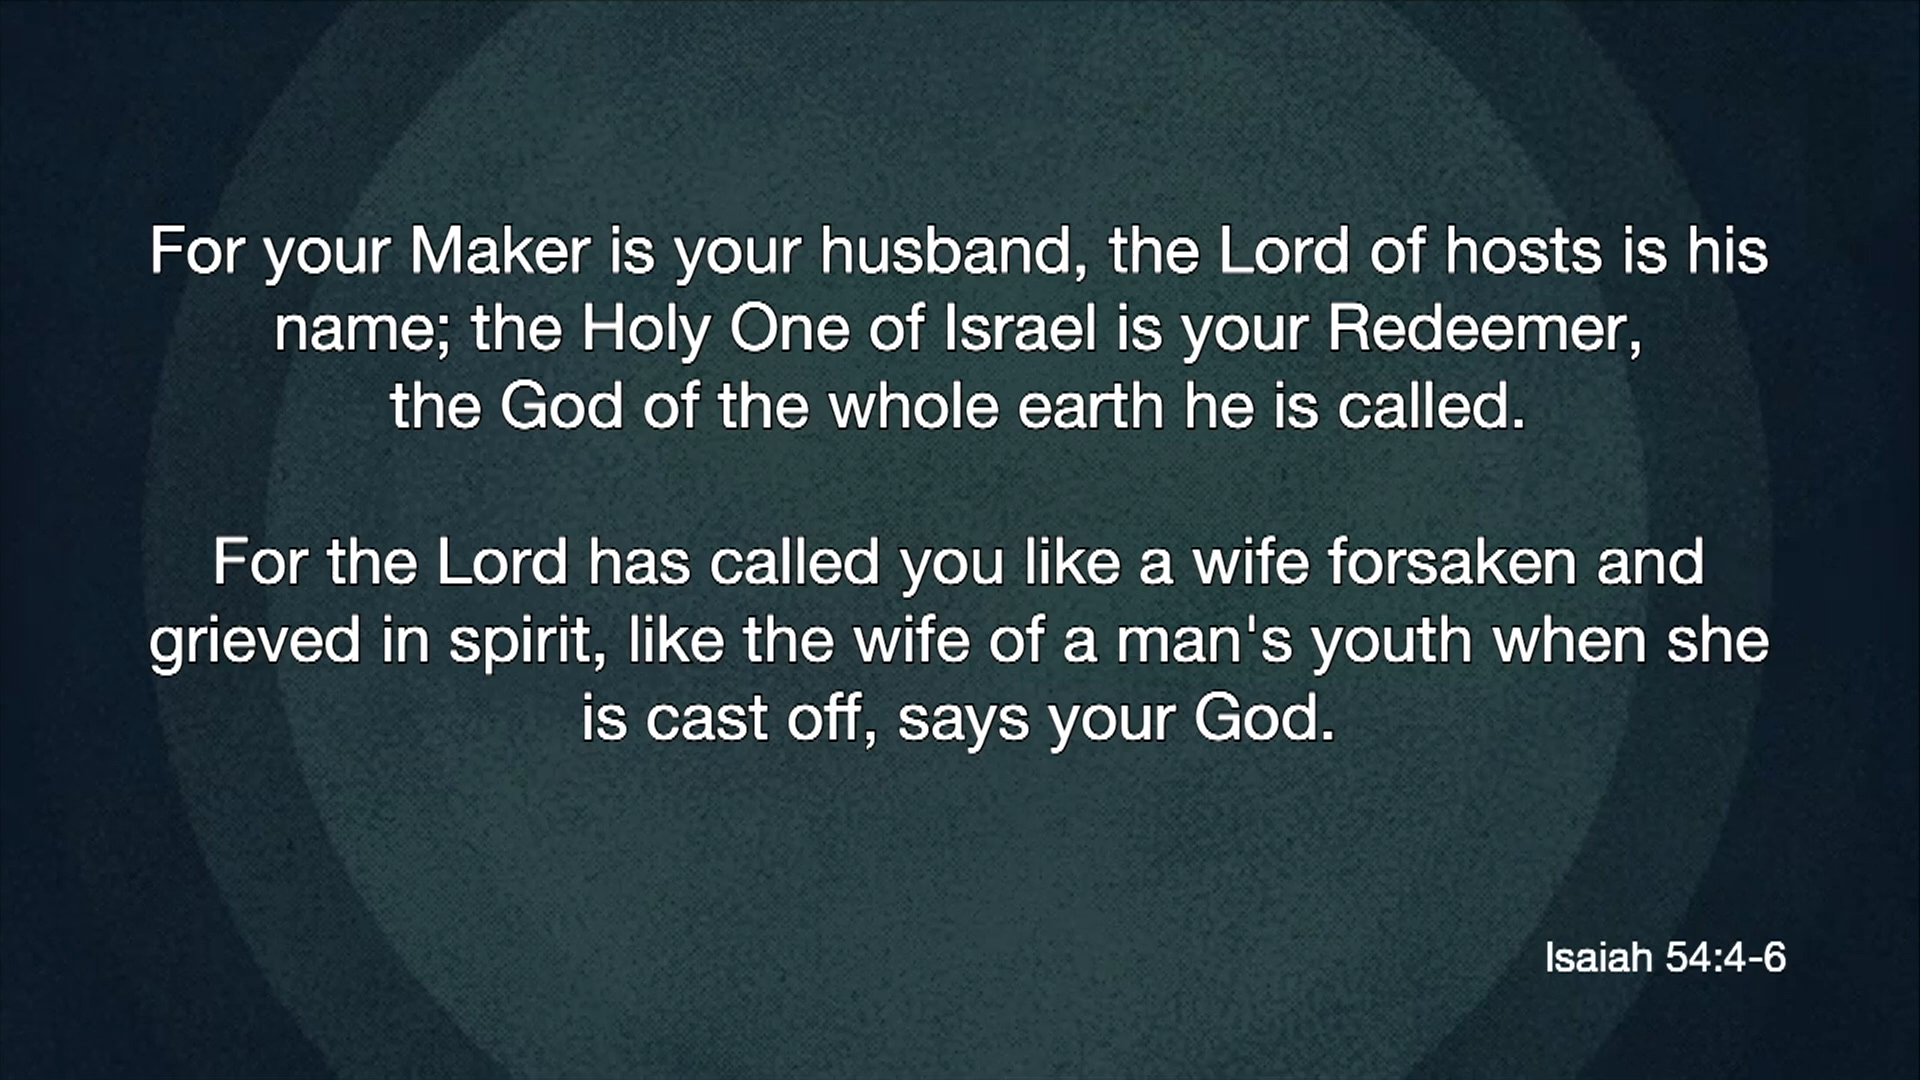 For your Maker is your husband, the Lord of hosts is his
name; the Holy One of Israel is your Redeemer,
the God of the whole earth he is called.
For the Lord has called you like a wife forsaken and
grieved in spirit, like the wife of a man's youth when she
is cast off, says your God.
Isaiah 54:4-6